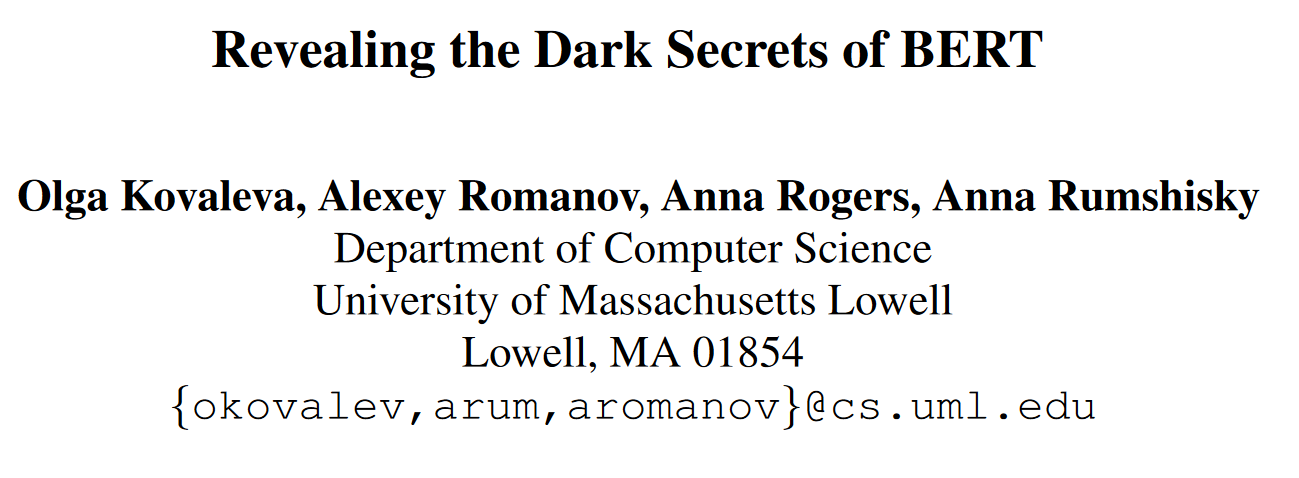 Revealing the Dark Secrets of BERT
Olga Kovaleva, Alexey Romanov, Anna Rogers, Anna Rumshisky
Department of Computer Science
University of Massachusetts Lowell
Lowell, MA 01854
{okovalev,arum,aromanov}@cs.uml.edu